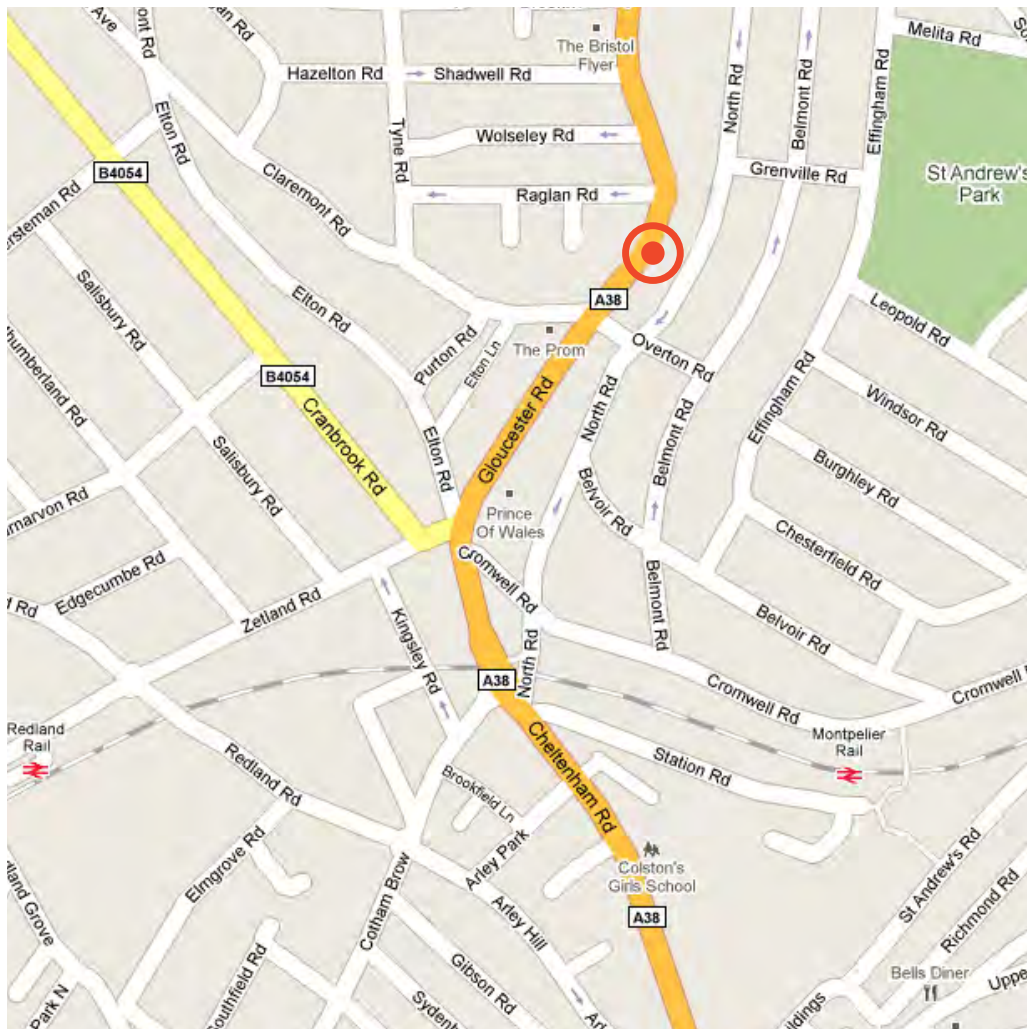 Melita Rd
The Bristol
Flyer
Hazelton Rd
Shadwell Rd
North Rd
Belmont Rd
Effingham Rd
Elton Rd
Tyne Rd
Wolseley Rd
B4054
Claremont Rd
Raglan Rd
Grenville Rd
St Andrew's
Park
Salisbury Rd
Elton Rd
A38
Leopold Rd
Purton Rd
Elton Ln
The Prom
Overton Rd
B4054
Cranbrook Rd
Gloucester Rd
North Rd
Belmont Rd
Effingham Rd
Windsor Rd
Salisbury Rd
Elton Rd
Burghley Rd
Prince
Of Wales
Belvoir Rd
Chesterfield Rd
Edgecumbe Rd
Zetland Rd
Cromwell Rd
Kingsley Rd
North Rd
Belmont Rd
Belvoir Rd
A38
Cromwell Rd
Cromwell
Redland
Rail
Montpelier
Rail
Redland Rd
Cheltenham Rd
Station Rd
Brookfield Ln
Arley Park
Elmgrove Rd
Colston's
Girls School
A38
Cotham Brow
Arley Hill
St Andrew's Rd
Richmond Rd
Gibson Rd
Bells Diner
Park N